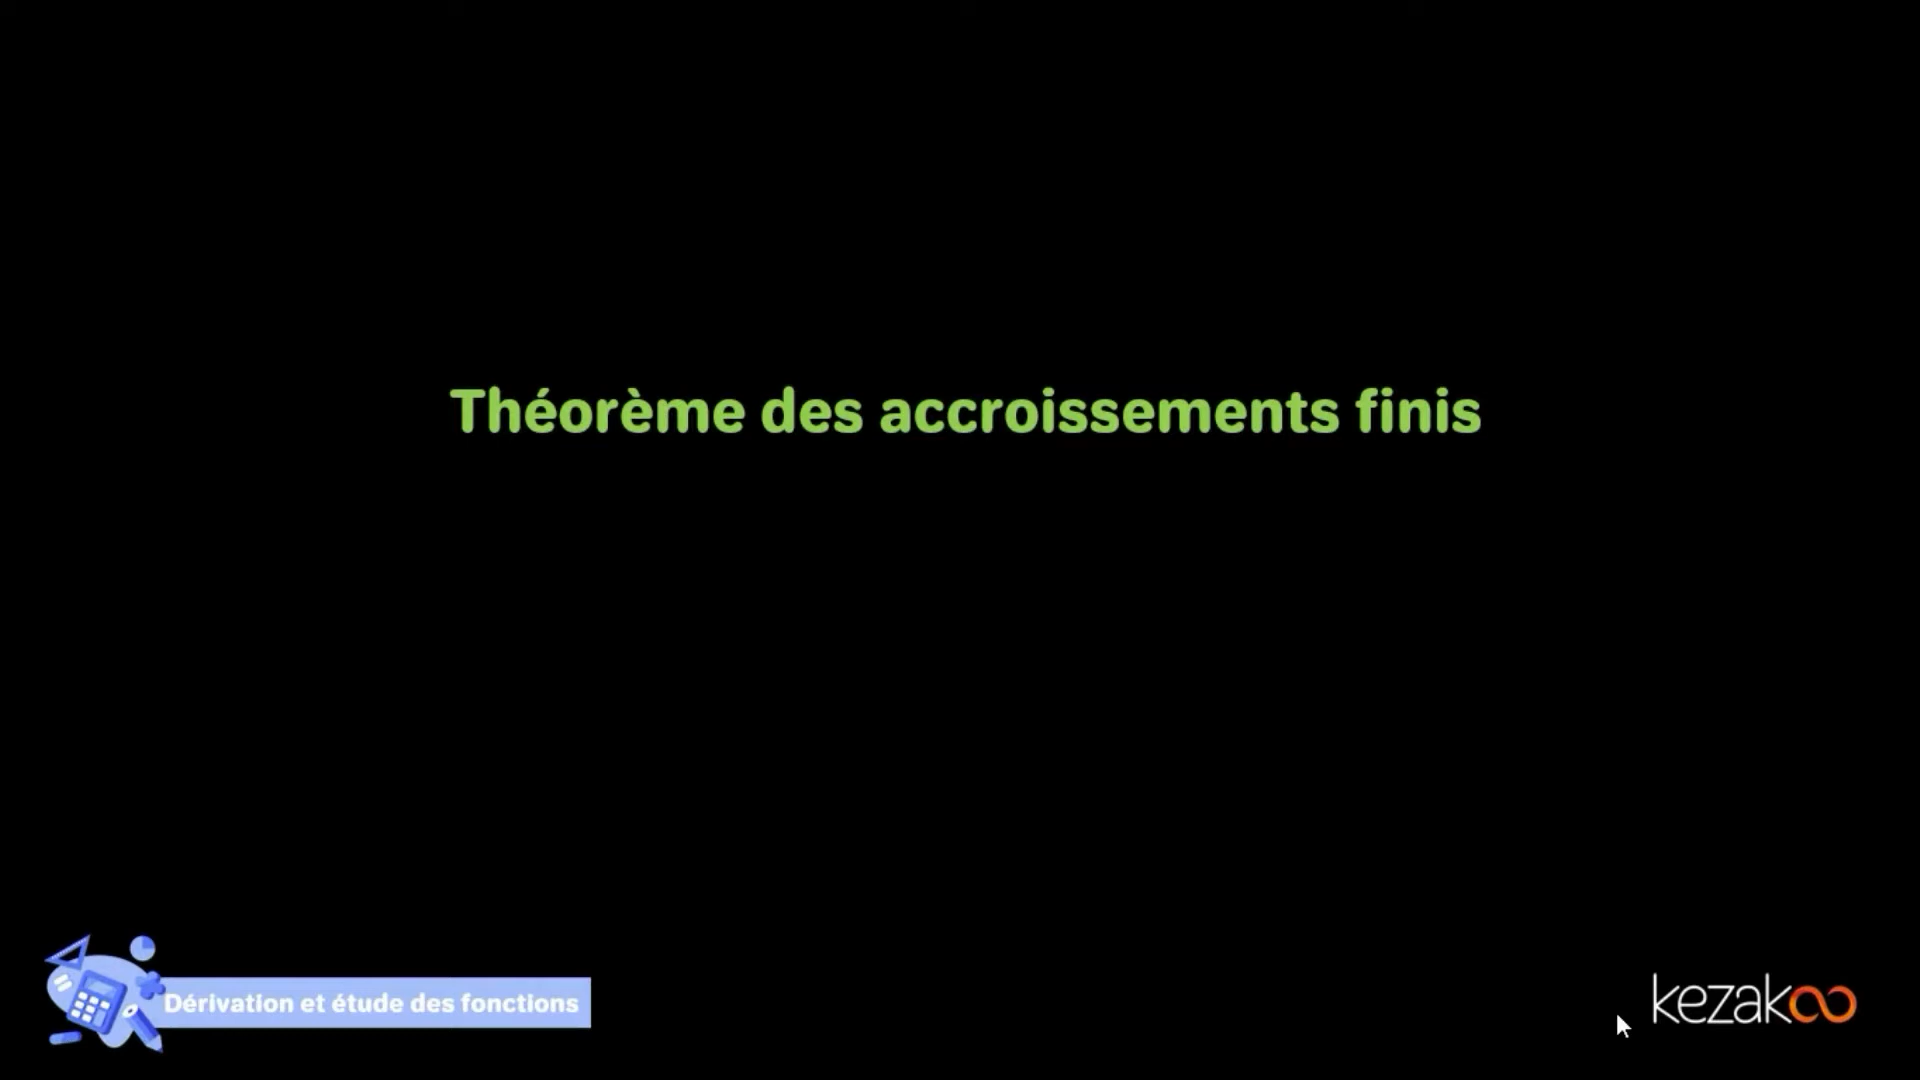 Théorème des accroissements finis
Dérivation et étude des fonctions
kezakoo